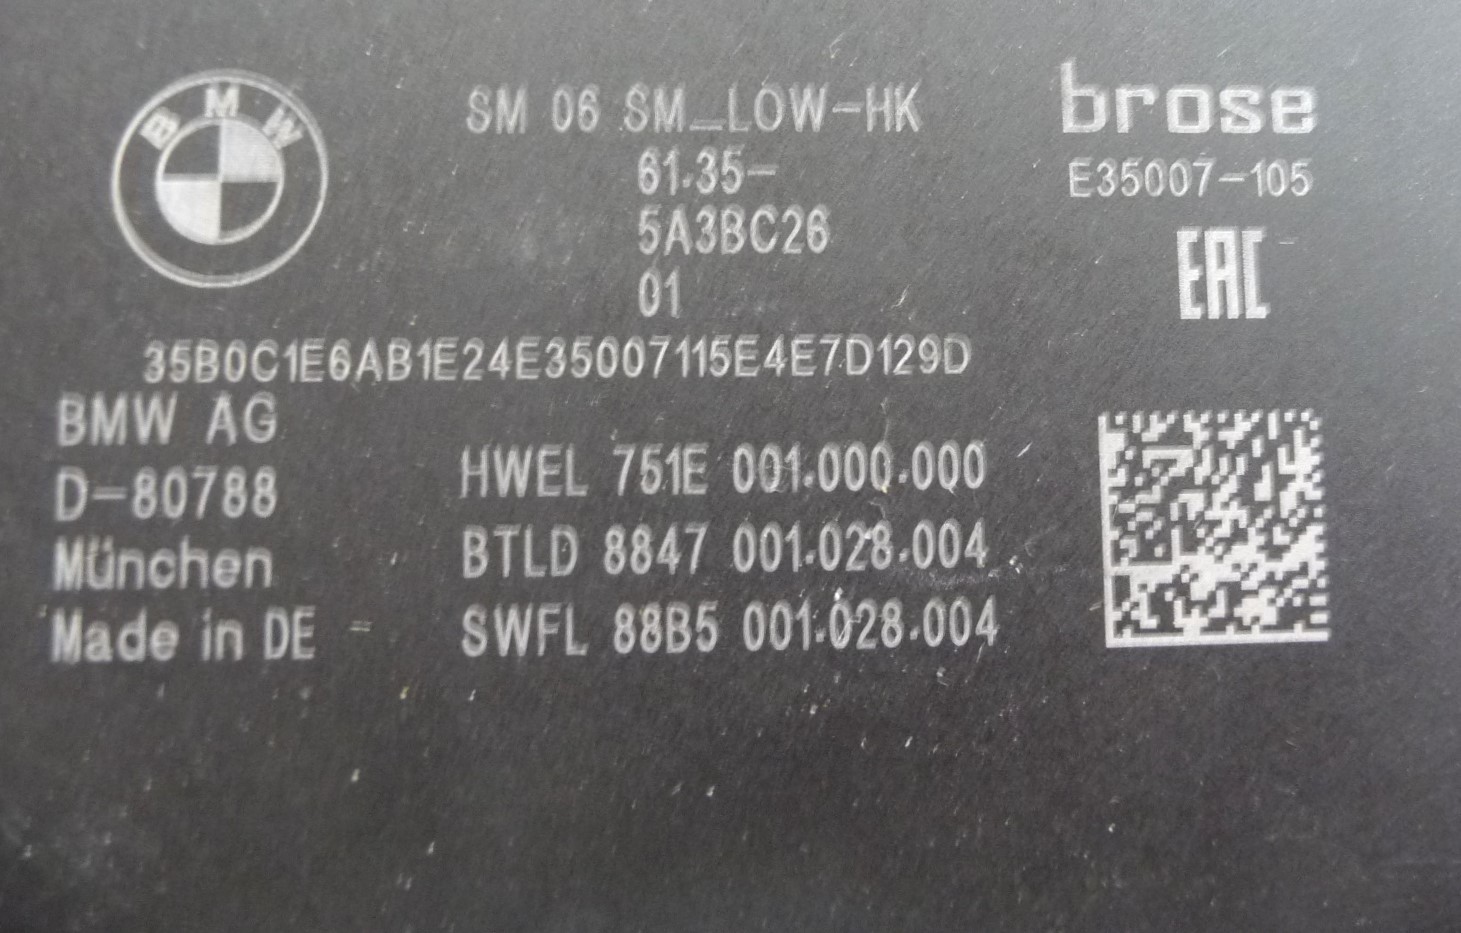 BMW
SM 06 SM_LOW-HK
61.35-
5A3BC26
01
brose
E35007-105
EAC
35B0C1E6AB1E24E35007115E4E7D129D
BMW AG
D-80788
München
Made in DE
HWEL 751E 001.000.000
BTLD 8847 001.028.004
SWFL 88B5 001.028.004